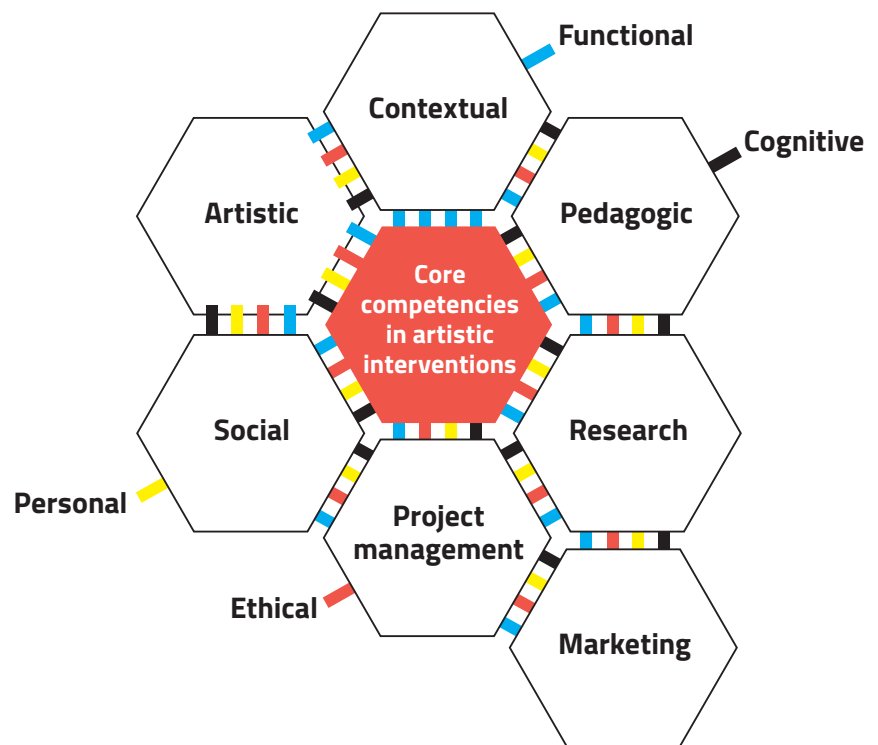 Functional
Contextual
Cognitive
Artistic
Pedagogic
Core
competencies
in artistic
interventions
Social
Research
Personal
Project
management
Ethical
Marketing